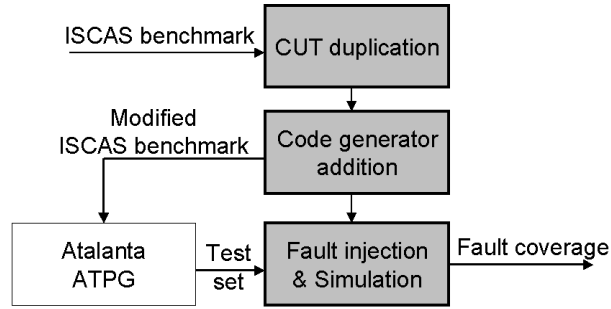 ISCAS benchmark
CUT duplication
Modified
ISCAS benchmark
Code generator
addition
Atalanta
ATPG
Test
set
Fault injection
& Simulation
Fault coverage